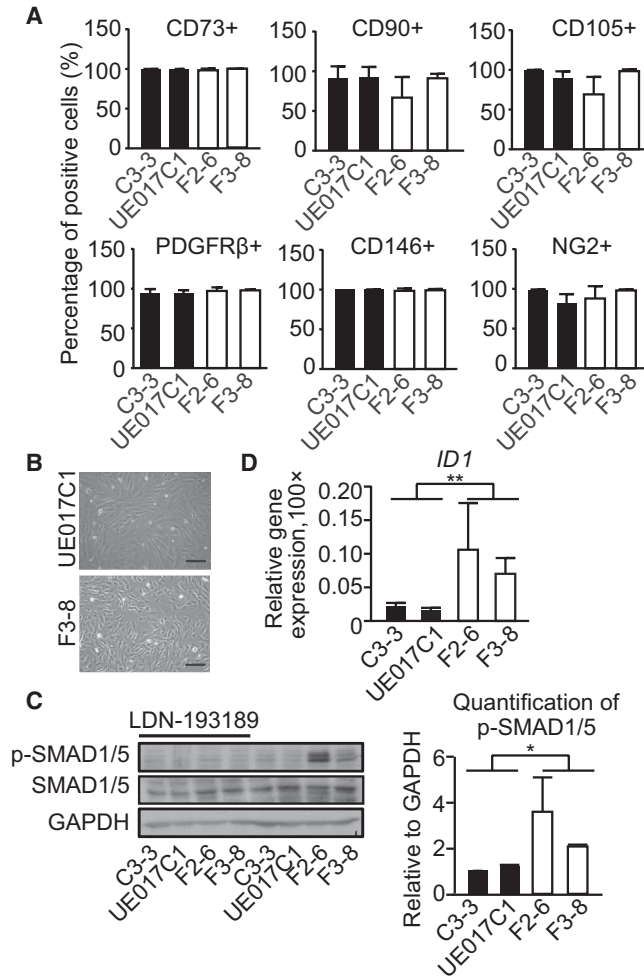 A
CD73+ CD90+ CD105+
Percentage of positive cells (%)
150 150 150
100 100 100
50 50 50
0 0 0
C3-3 UE017C1 F2-6 F3-8 C3-3 UE017C1 F2-6 F3-8 C3-3 UE017C1 F2-6 F3-8
PDGFRβ+ CD146+ NG2+
150 150 150
100 100 100
50 50 50
0 0 0
C3-3 UE017C1 F2-6 F3-8 C3-3 UE017C1 F2-6 F3-8 C3-3 UE017C1 F2-6 F3-8
B
UE017C1
F3-8
D
ID1
**
Relative gene
expression,100×
0.20
0.15
0.10
0.05
0
C3-3 UE017C1 F2-6 F3-8
C
LDN-193189
p-SMAD1/5
SMAD1/5
GAPDH
C3-3 UE017C1 F2-6 F3-8 C3-3 UE017C1 F2-6 F3-8
Quantification of
p-SMAD1/5
*
Relative to GAPDH
6
4
2
0
C3-3 UE017C1 F2-6 F3-8